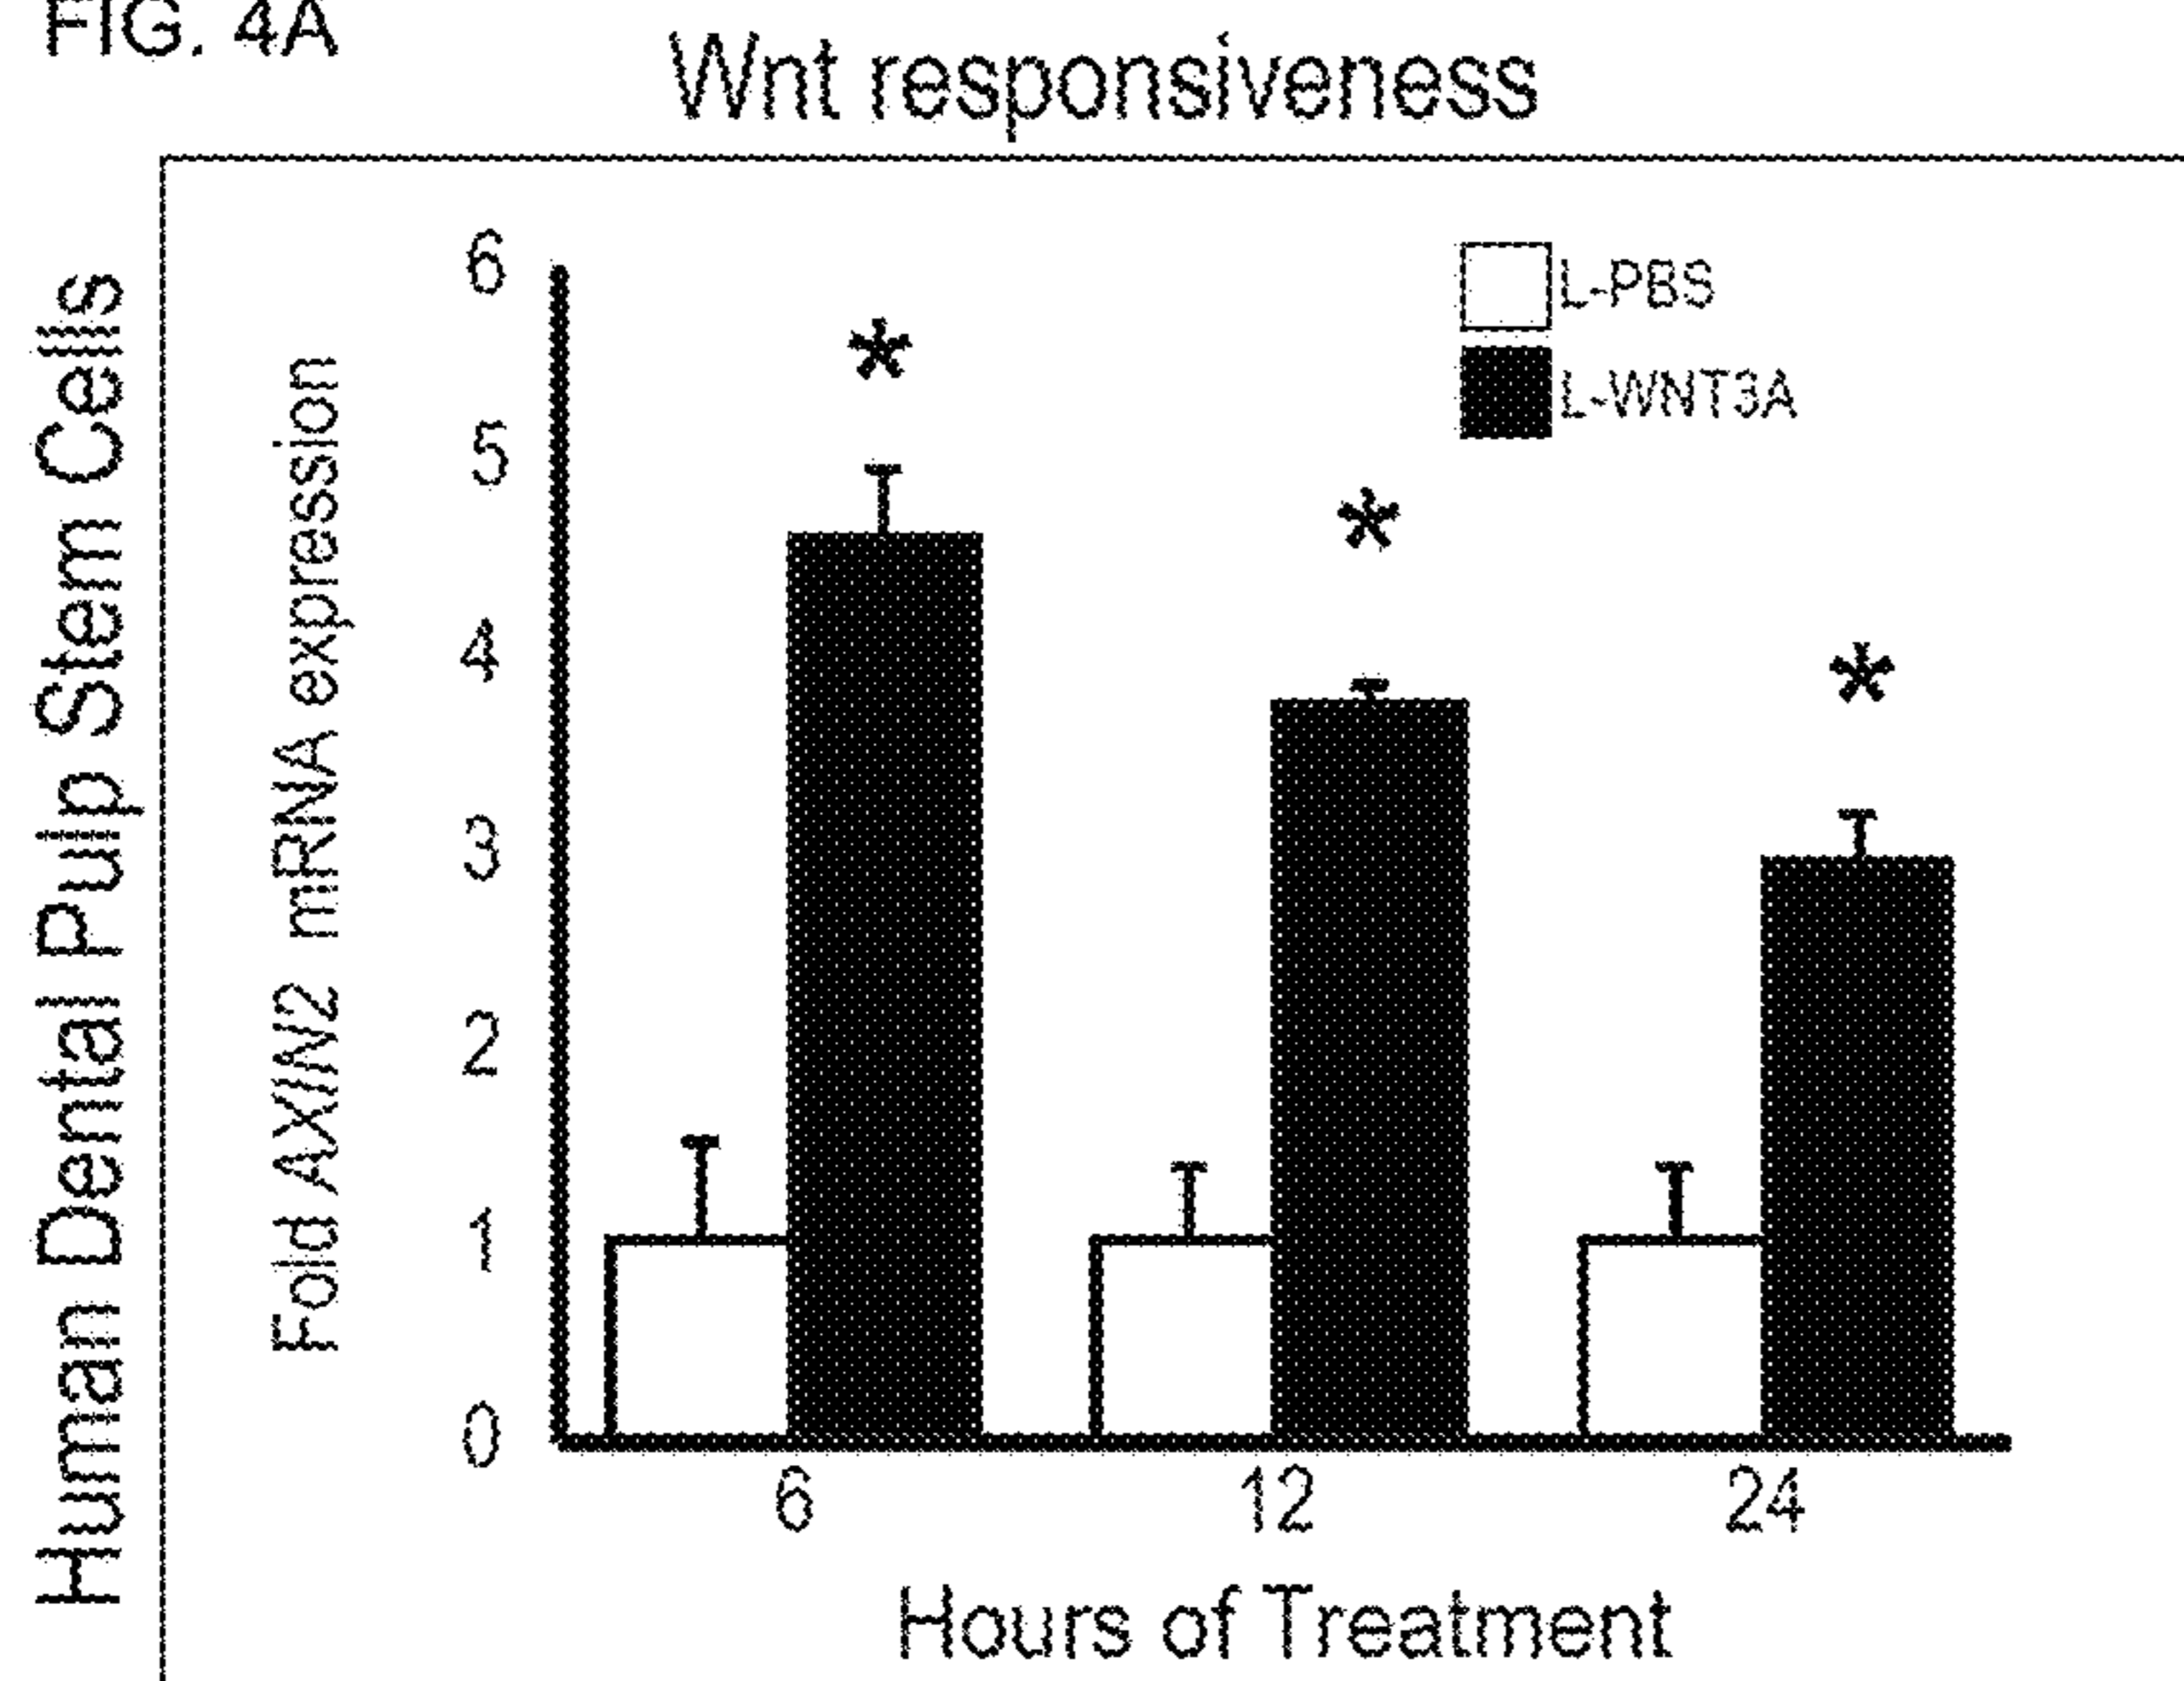 FIG. 4A
Wnt responsiveness
Human Dental Pulp Stem Cells
Fold AXIN2 mRNA expression
6
5
4
3
2
1
0
L-PBS
L-WNT3A
*
*
*
6 12 24
Hours of Treatment